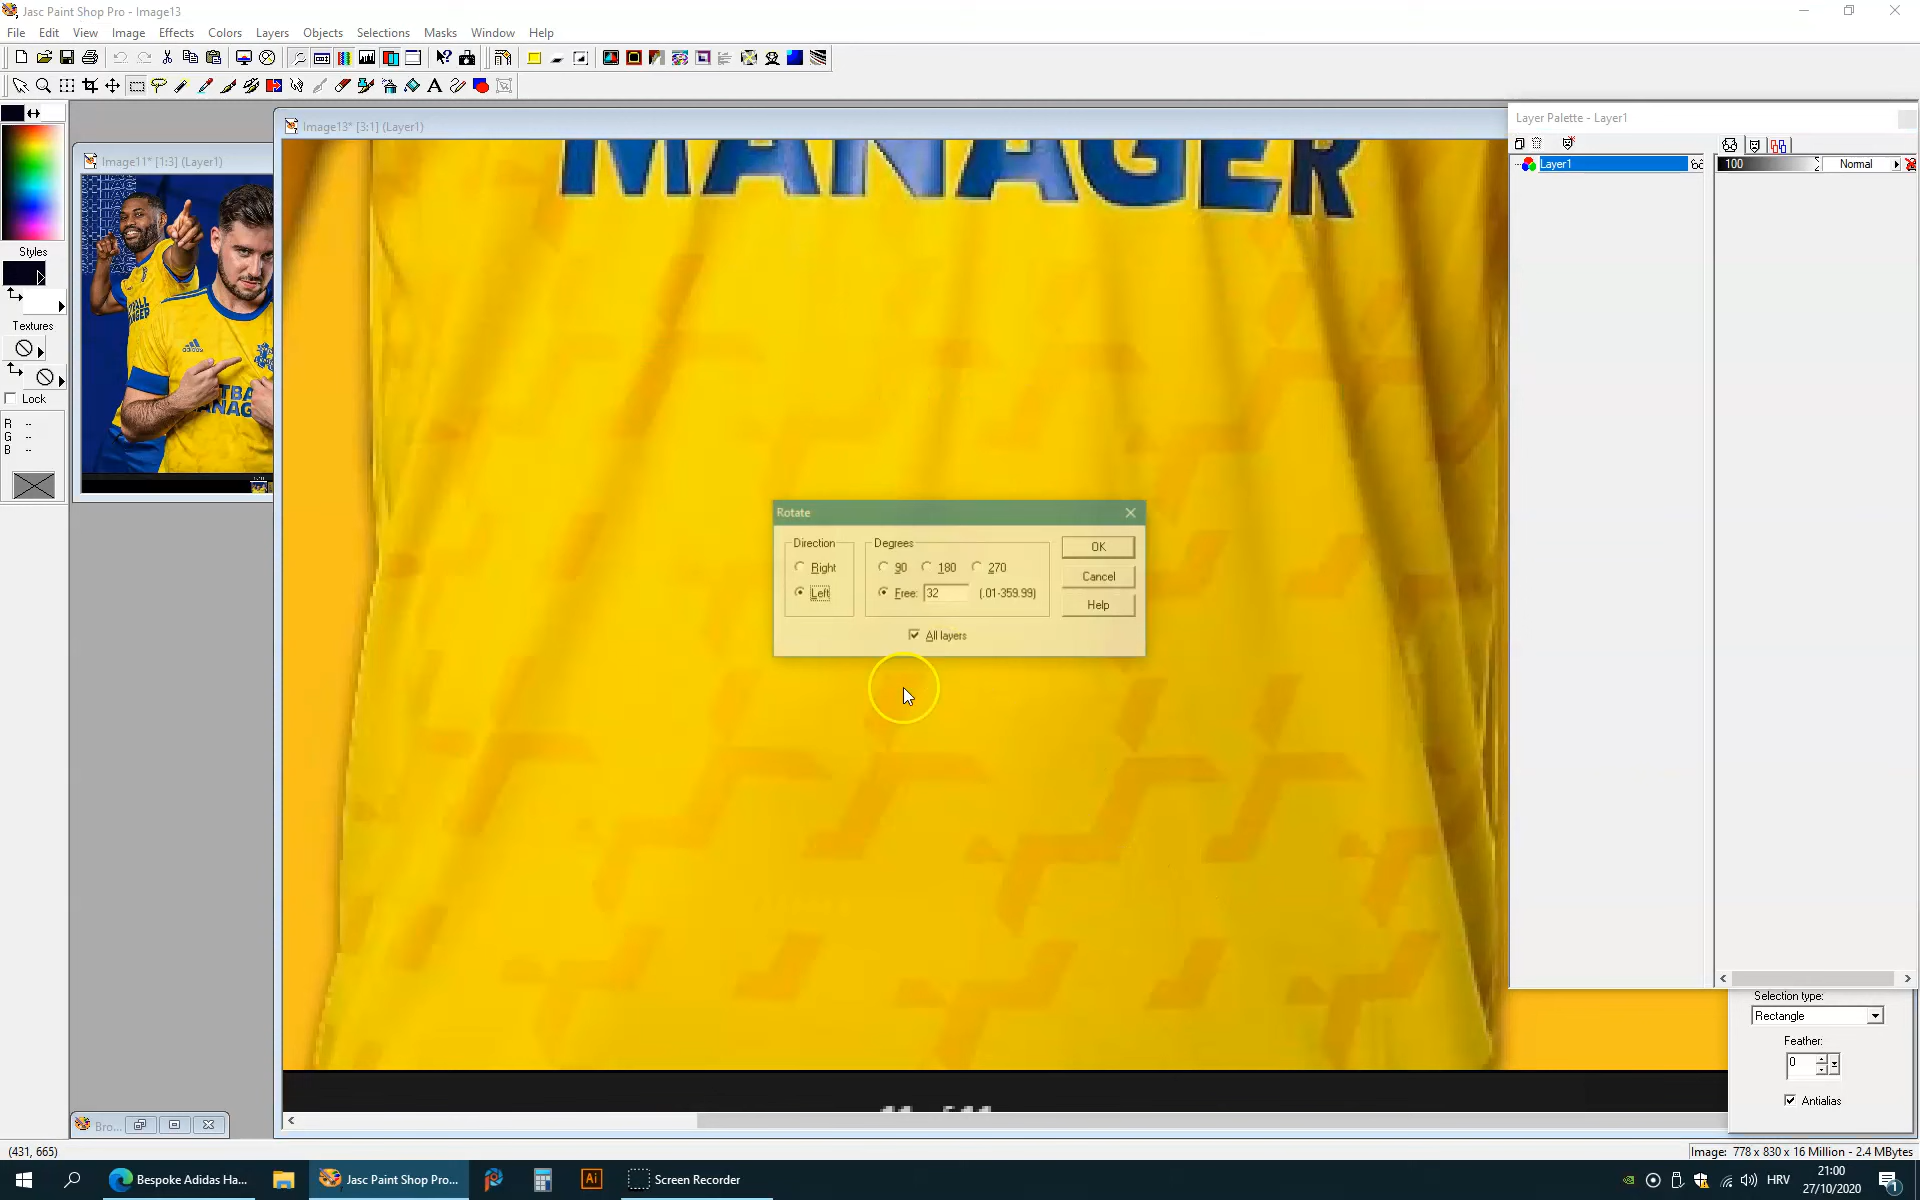 Jasc Paint Shop Pro - Image13
File Edit View Image Effects Colors Layers Objects Selections Masks Window Help
Image11* [1:3] (Layer1)
Image13* [3:1] (Layer1)
Layer Palette - Layer1
Layer1
100
Normal
MANAGER
adidas
Styles
Textures
Lock
R --
G --
B --
Rotate
Direction
Right
Left
Degrees
90
180
270
Free: 32 (.01-359.99)
All layers
OK
Cancel
Help
Selection type:
Rectangle
Feather:
0
Antialias
Bro...
(431, 665)
Image: 778 x 830 x 16 Million - 2.4 MBytes
Bespoke Adidas Ha...
Jasc Paint Shop Pro...
Ai
Screen Recorder
HRV
21:00
27/10/2020
1